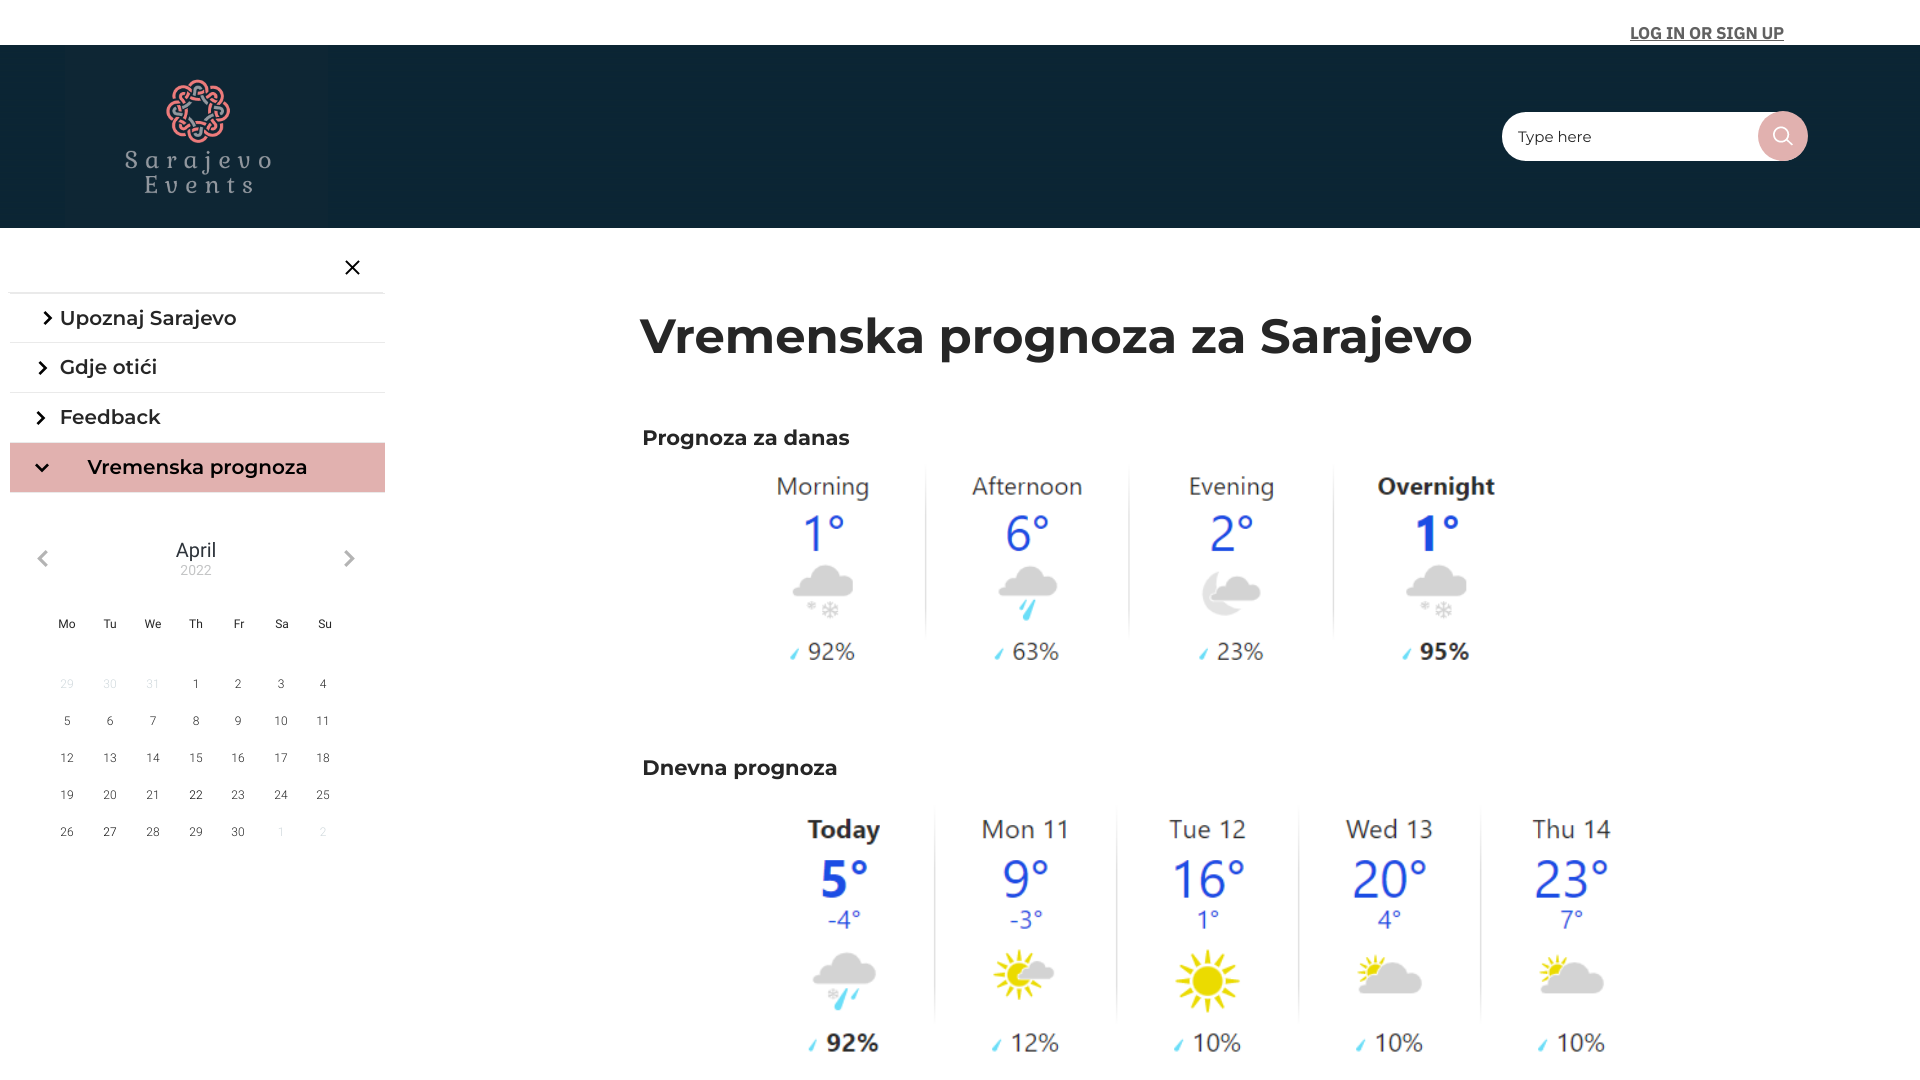 LOG IN OR SIGN UP
Sarajevo
Events
Type here
Upoznaj Sarajevo
Gdje otići
Feedback
Vremenska prognoza
April
2022
Mo Tu We Th Fr Sa Su
29 30 31 1 2 3 4
5 6 7 8 9 10 11
12 13 14 15 16 17 18
19 20 21 22 23 24 25
26 27 28 29 30 1 2
Vremenska prognoza za Sarajevo
Prognoza za danas
Morning Afternoon Evening Overnight
1° 6° 2° 1°
92% 63% 23% 95%
Dnevna prognoza
Today Mon 11 Tue 12 Wed 13 Thu 14
5° 9° 16° 20° 23°
-4° -3° 1° 4° 7°
92% 12% 10% 10% 10%